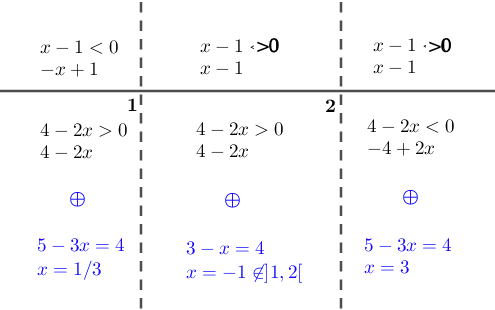 x − 1 < 0
−x + 1
x − 1 >0
x − 1
x − 1 >0
x − 1
1
2
4 − 2x > 0
4 − 2x
4 − 2x > 0
4 − 2x
4 − 2x < 0
−4 + 2x
⊕
⊕
⊕
5 − 3x = 4
x = 1/3
3 − x = 4
x = −1 ∉]1, 2[
5 − 3x = 4
x = 3